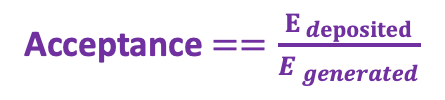 Acceptance == E deposited / E generated